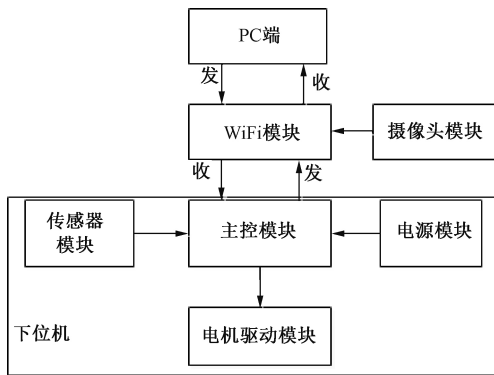 PC端
发
收
WiFi模块
摄像头模块
收
发
传感器
模块
主控模块
电源模块
下位机
电机驱动模块